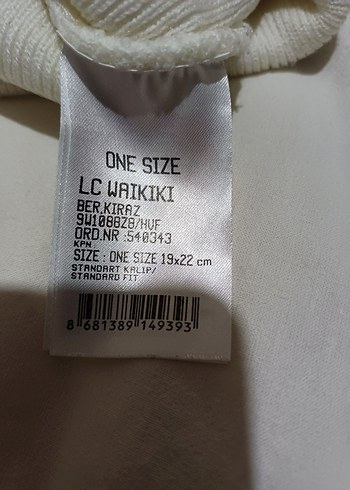 ONE SIZE
LC WAIKIKI
BER,KIRAZ
9W1088Z8/HVF
ORD.NR :540343
KPN
SIZE : ONE SIZE 19x22 cm
STANDART KALIP/
STANDARD FIT
8 681389 149393